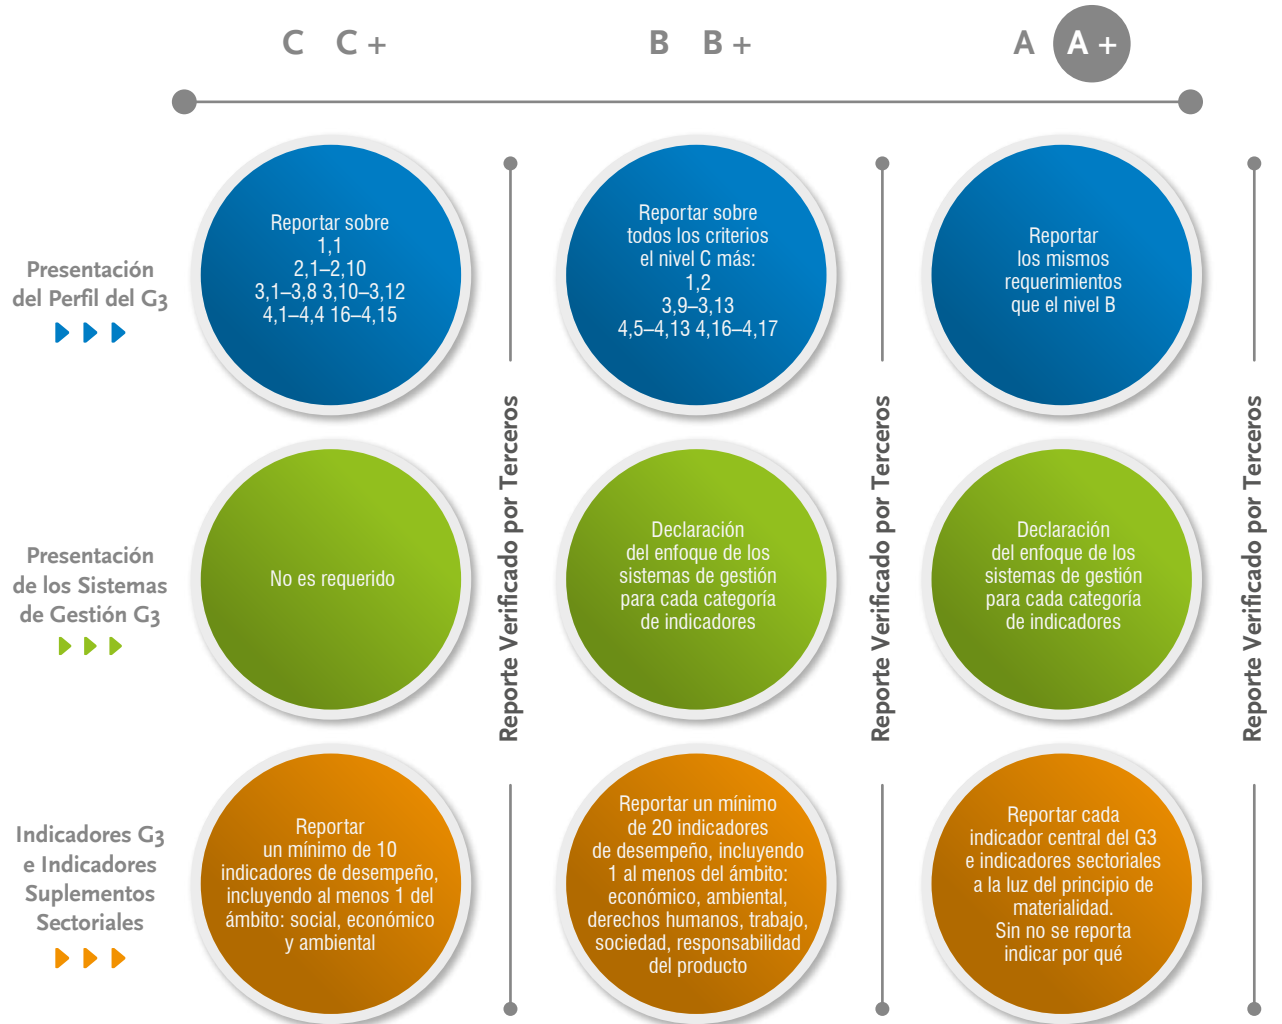 C C +
B B +
A A +
Presentación
del Perfil del G3
Reportar sobre
1,1
2,1–2,10
3,1–3,8 3,10–3,12
4,1–4,4 16–4,15
Reportar sobre
todos los criterios
el nivel C más:
1,2
3,9–3,13
4,5–4,13 4,16–4,17
Reportar
los mismos
requerimientos
que el nivel B
Presentación
de los Sistemas
de Gestión G3
No es requerido
Reporte Verificado por Terceros
Declaración
del enfoque de los
sistemas de gestión
para cada categoría
de indicadores
Reporte Verificado por Terceros
Declaración
del enfoque de los
sistemas de gestión
para cada categoría
de indicadores
Reporte Verificado por Terceros
Indicadores G3
e Indicadores
Suplementos
Sectoriales
Reportar
un mínimo de 10
indicadores de desempeño,
incluyendo al menos 1 del
ámbito: social, económico
y ambiental
Reportar un mínimo
de 20 indicadores
de desempeño, incluyendo
1 al menos del ámbito:
económico, ambiental,
derechos humanos, trabajo,
sociedad, responsabilidad
del producto
Reportar cada
indicador central del G3
e indicadores sectoriales
a la luz del principio de
materialidad.
Sin no se reporta
indicar por qué